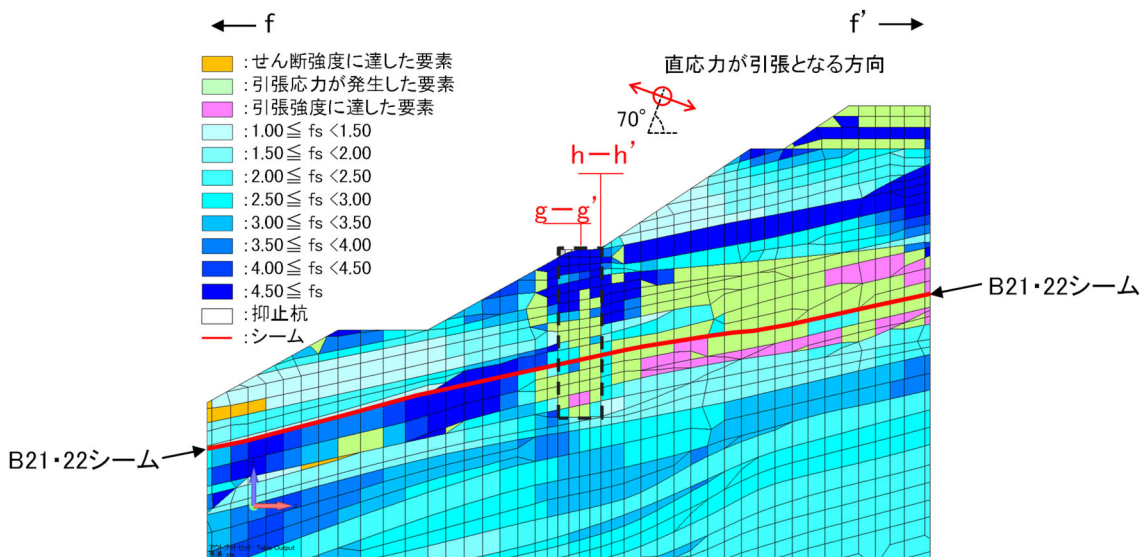 f
f'
:せん断強度に達した要素
:引張応力が発生した要素
:引張強度に達した要素
:1.00≦ fs <1.50
:1.50≦ fs <2.00
:2.00≦ fs <2.50
:2.50≦ fs <3.00
:3.00≦ fs <3.50
:3.50≦ fs <4.00
:4.00≦ fs <4.50
:4.50≦ fs
:抑止杭
:シーム
直応力が引張となる方向
70°
h-h'
g-g'
B21・22シーム
B21・22シーム